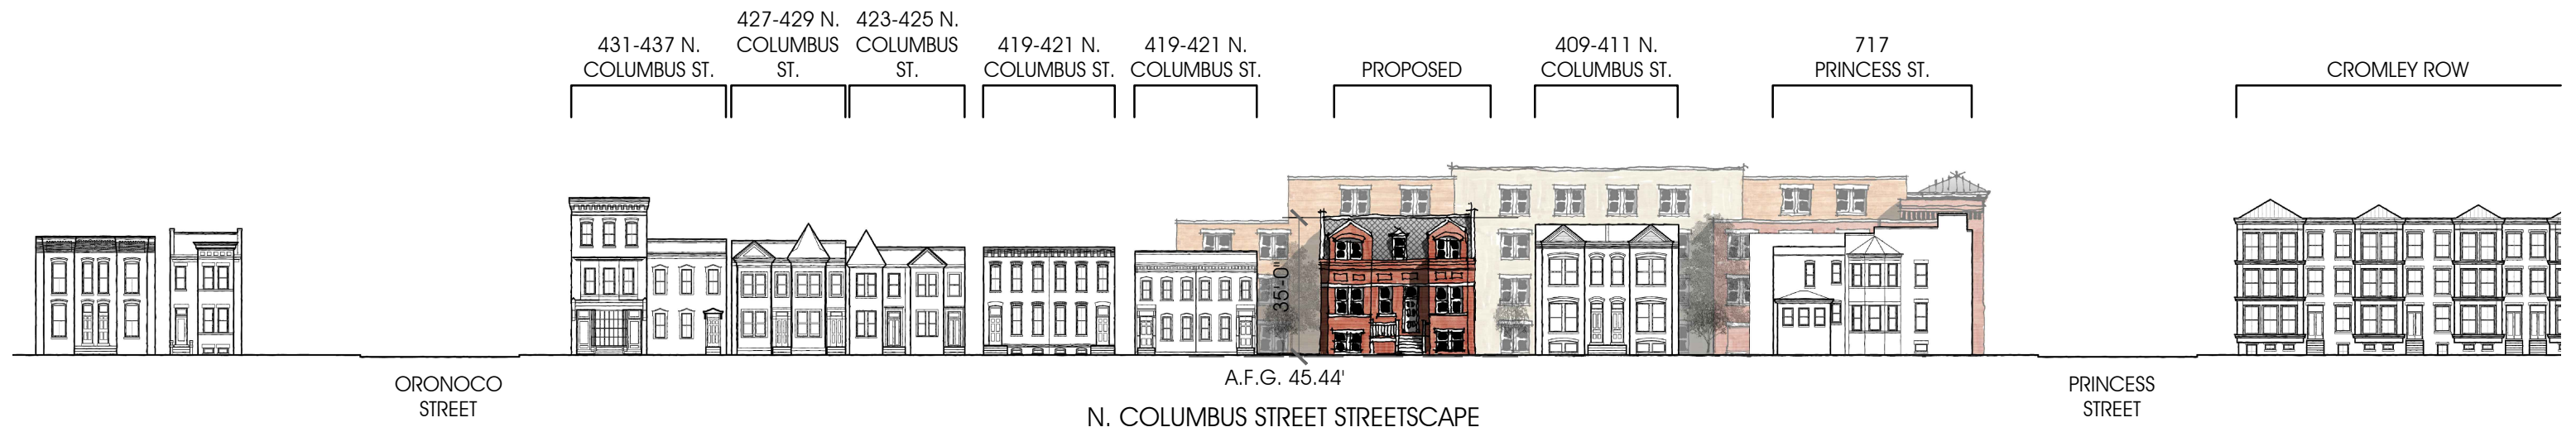 431-437 N.
COLUMBUS ST.
427-429 N.
COLUMBUS
ST.
423-425 N.
COLUMBUS
ST.
419-421 N.
COLUMBUS ST.
419-421 N.
COLUMBUS ST.
PROPOSED
409-411 N.
COLUMBUS ST.
717
PRINCESS ST.
CROMLEY ROW
35'-0"
ORONOCO
STREET
A.F.G. 45.44'
PRINCESS
STREET
N. COLUMBUS STREET STREETSCAPE